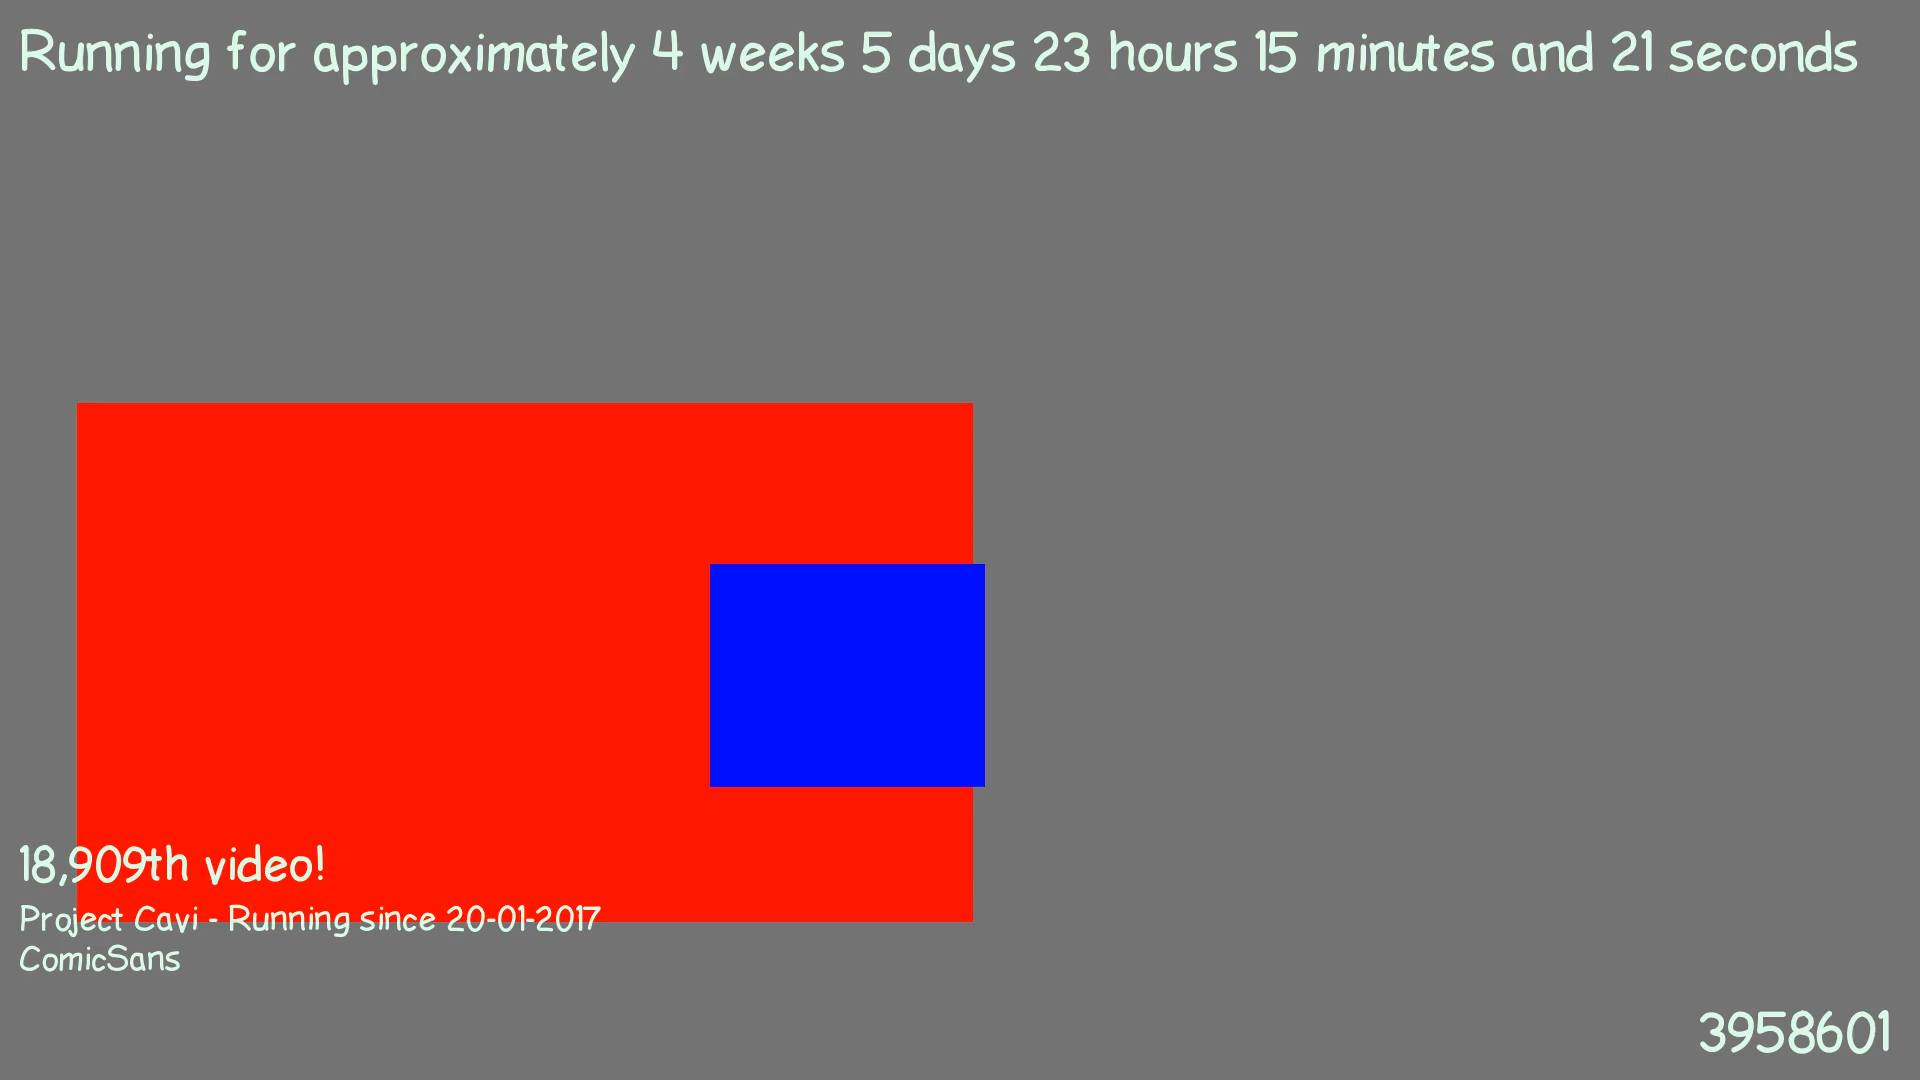 Running for approximately 4 weeks 5 days 23 hours 15 minutes and 21 seconds
18,909th video!
Project Cavi - Running since 20-01-2017
ComicSans
3958601